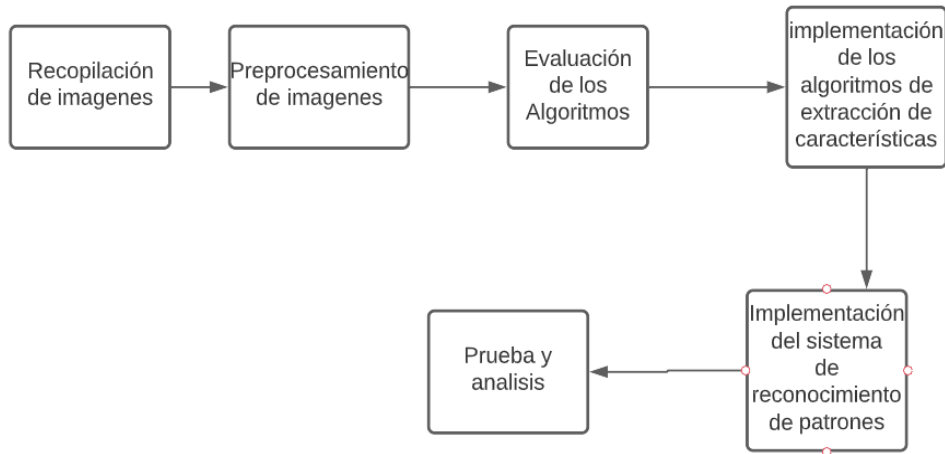 Recopilación
de imagenes
Preprocesamiento
de imagenes
Evaluación
de los
Algoritmos
implementación
de los
algoritmos de
extracción de
características
Implementación
del sistema
de
reconocimiento
de patrones
Prueba y
analisis